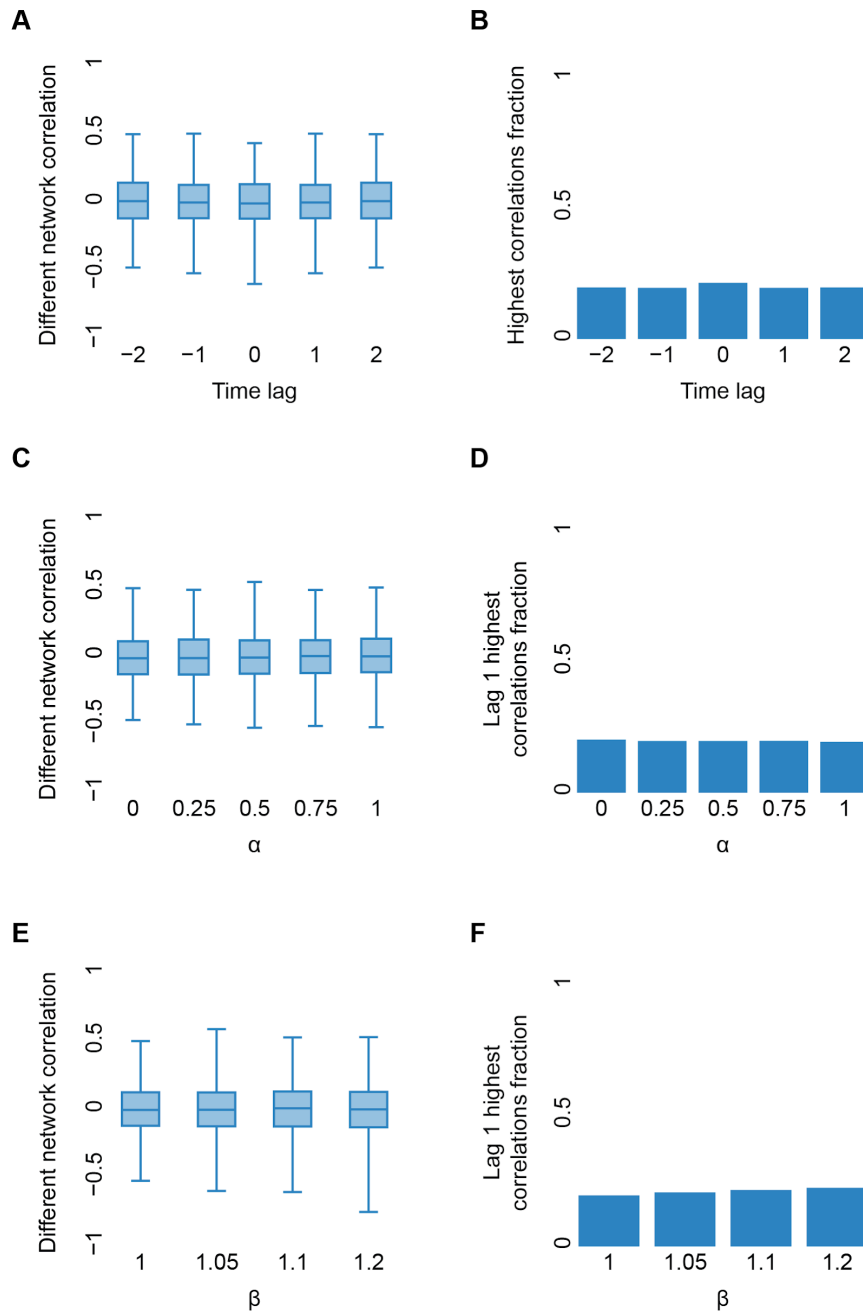 A
Different network correlation
1
0.5
0
−0.5
−1
−2 −1 0 1 2
Time lag
B
Highest correlations fraction
1
0.5
0
−2 −1 0 1 2
Time lag
C
Different network correlation
1
0.5
0
−0.5
−1
0 0.25 0.5 0.75 1
α
D
Lag 1 highest
correlations fraction
1
0.5
0
0 0.25 0.5 0.75 1
α
E
Different network correlation
1
0.5
0
−0.5
−1
1 1.05 1.1 1.2
β
F
Lag 1 highest
correlations fraction
1
0.5
0
1 1.05 1.1 1.2
β